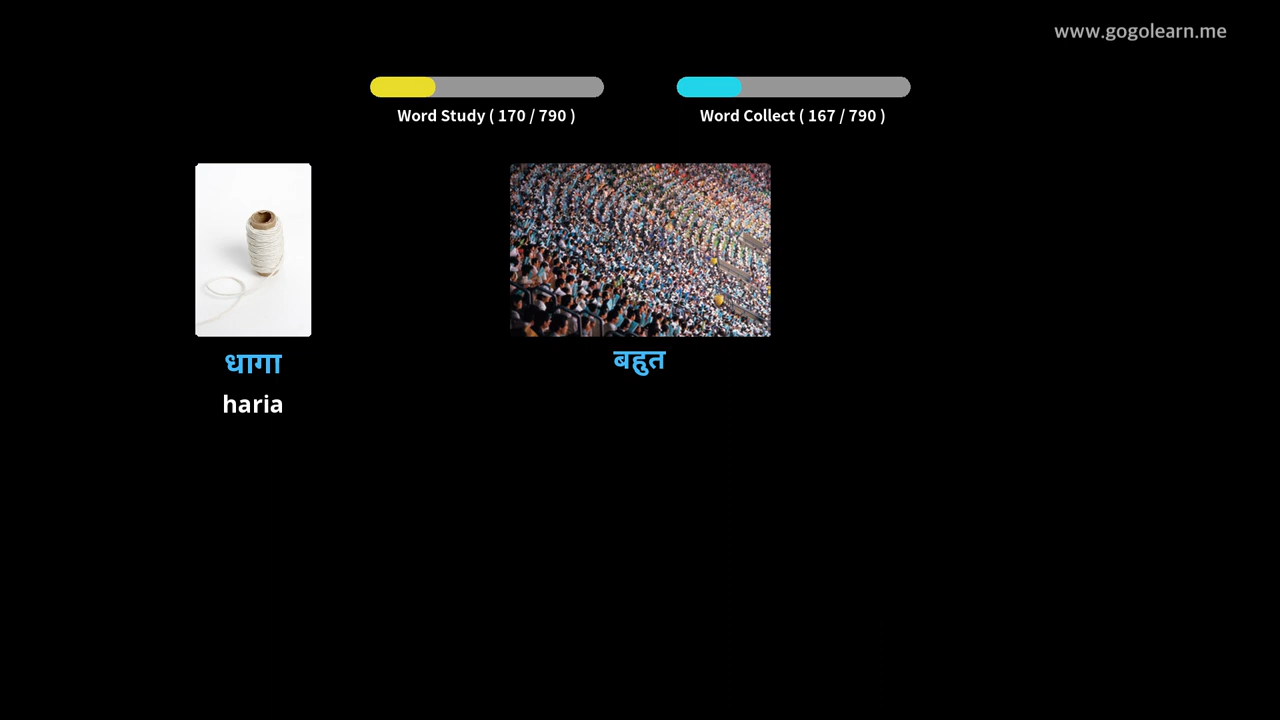 www.gogolearn.me
Word Study ( 170 / 790 )
Word Collect ( 167 / 790 )
धागा
haria
बहुत